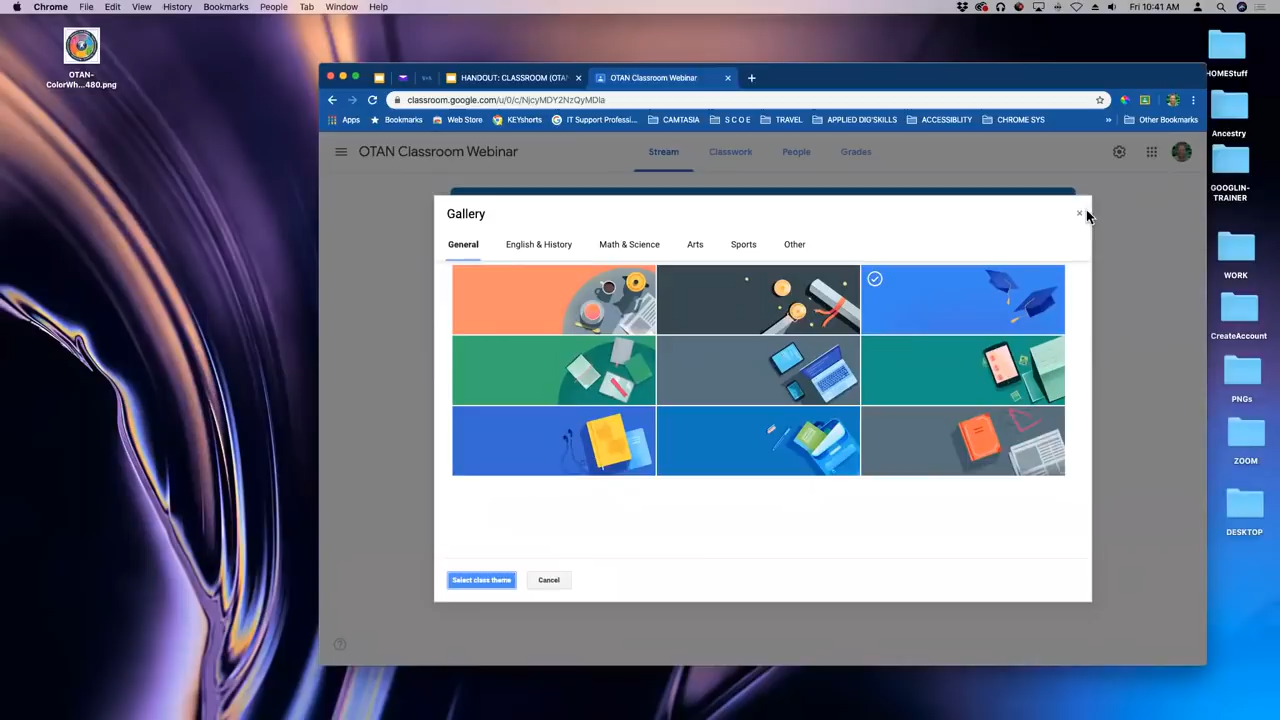 Chrome File Edit View History Bookmarks People Tab Window Help Fri 10:41 AM
OTAN-
ColorWh...480.png
HOMEStuff
Ancestry
GOOGLIN-
TRAINER
WORK
CreateAccount
PNGs
ZOOM
DESKTOP
HANDOUT: CLASSROOM (OTAN OTAN Classroom Webinar
classroom.google.com/u/0/c/NjcyMDY2NzQyMDIa
Apps Bookmarks Web Store KEYshorts IT Support Professi... CAMTASIA S C O E TRAVEL APPLIED DIG'SKILLS ACCESSIBLITY CHROME SYS » Other Bookmarks
OTAN Classroom Webinar Stream Classwork People Grades
Gallery
General English & History Math & Science Arts Sports Other
Select class theme Cancel